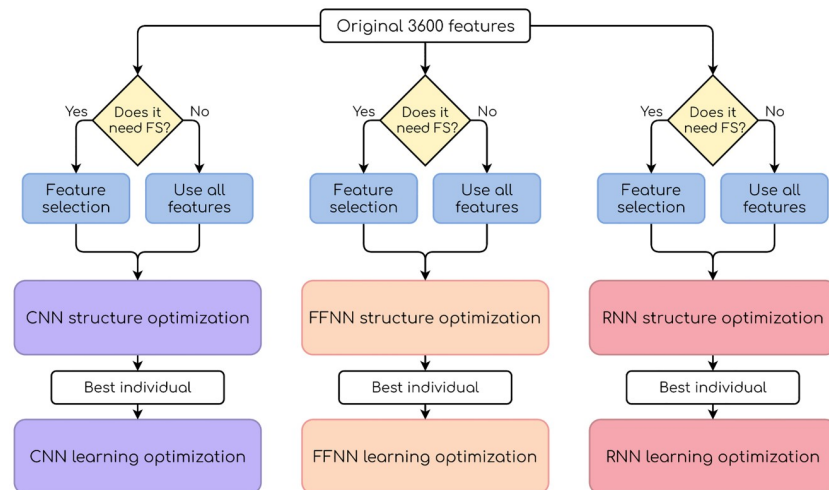 Original 3600 features
Yes
Does it
need FS?
No
Yes
Does it
need FS?
No
Yes
Does it
need FS?
No
Feature
selection
Use all
features
Feature
selection
Use all
features
Feature
selection
Use all
features
CNN structure optimization
FFNN structure optimization
RNN structure optimization
Best individual
Best individual
Best individual
CNN learning optimization
FFNN learning optimization
RNN learning optimization